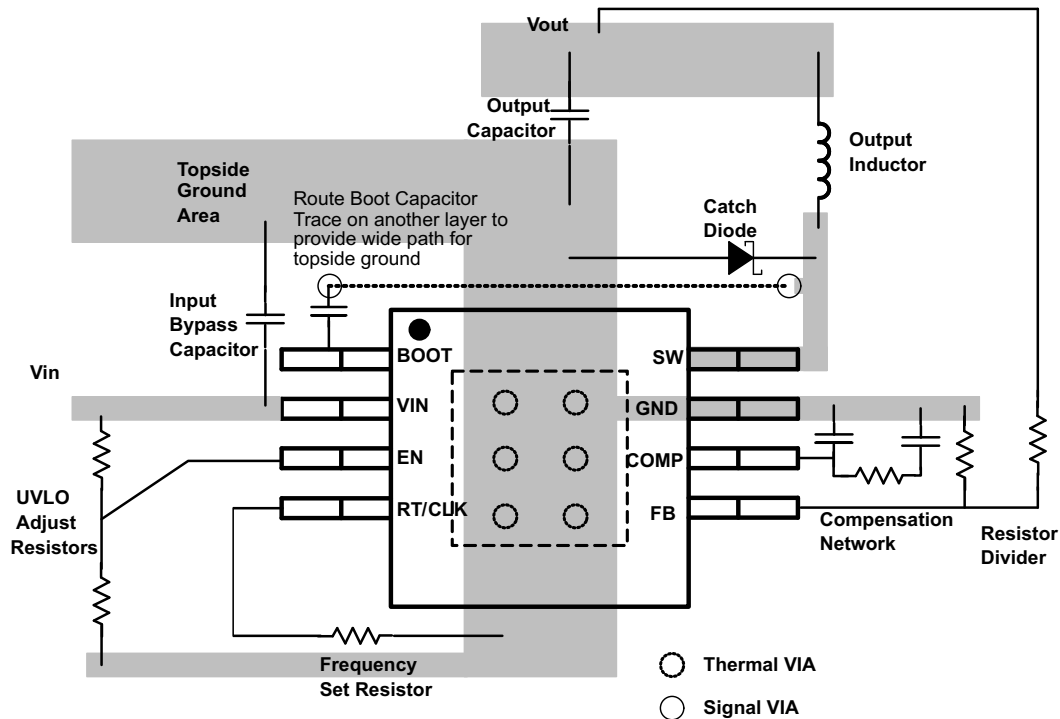 Vout
Output
Capacitor
Output
Inductor
Topside
Ground
Area
Route Boot Capacitor
Trace on another layer to
provide wide path for
topside ground
Catch
Diode
Input
Bypass
Capacitor
BOOT
SW
Vin
VIN
GND
EN
COMP
RT/CLK
FB
UVLO
Adjust
Resistors
Compensation
Network
Resistor
Divider
Frequency
Set Resistor
Thermal VIA
Signal VIA